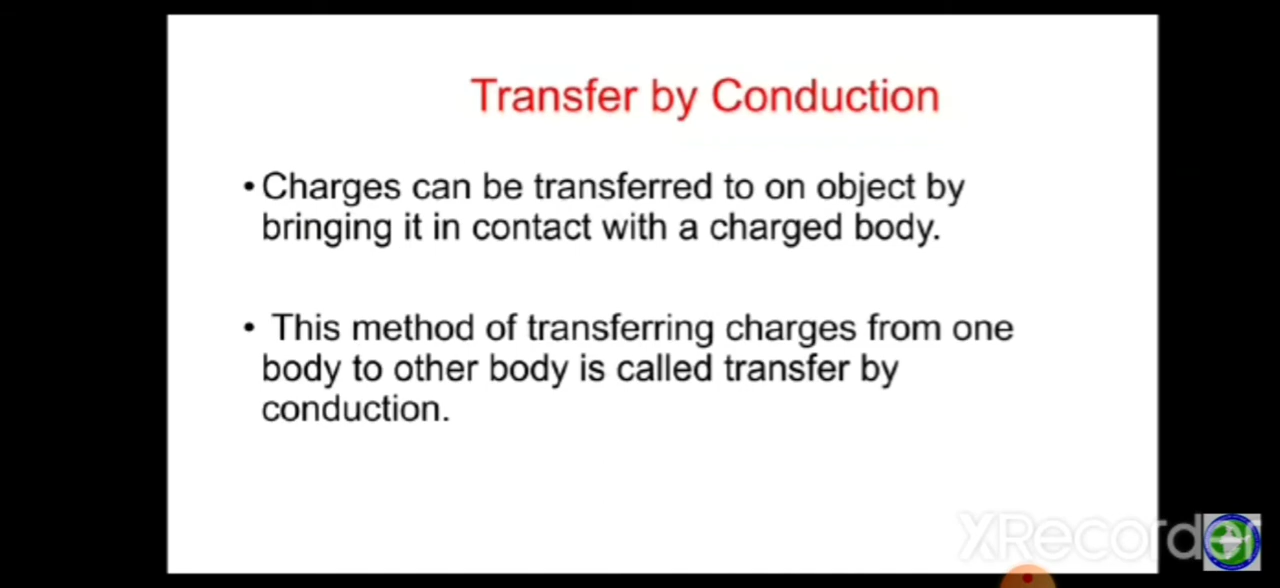 Transfer by Conduction
•Charges can be transferred to on object by
bringing it in contact with a charged body.
• This method of transferring charges from one
body to other body is called transfer by
conduction.
XRecorder